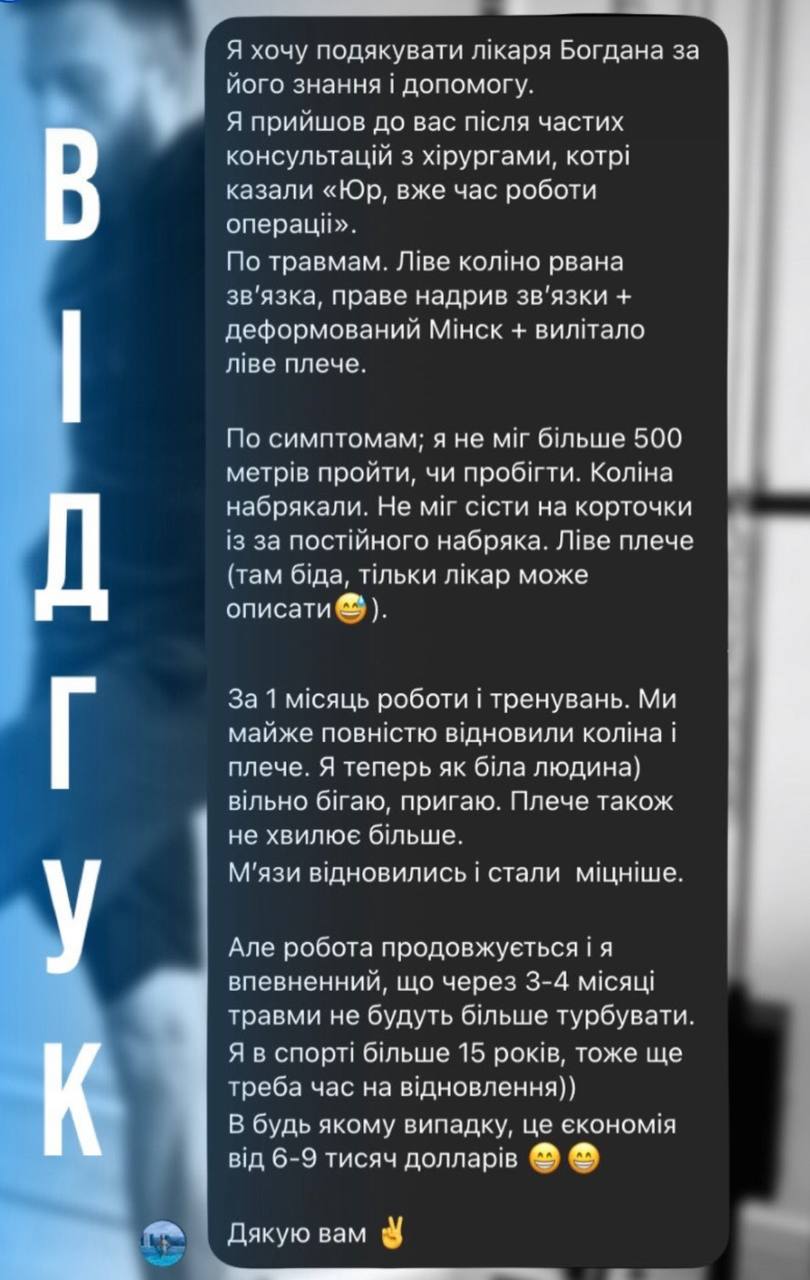 ВІДГУК
Я хочу подякувати лікаря Богдана за
його знання і допомогу.
Я прийшов до вас після частих
консультацій з хірургами, котрі
казали «Юр, вже час роботи
операціі».
По травмам. Ліве коліно рвана
зв’язка, праве надрив зв’язки +
деформований Мінск + вилітало
ліве плече.
По симптомам; я не міг більше 500
метрів пройти, чи пробігти. Коліна
набрякали. Не міг сісти на корточки
із за постійного набряка. Ліве плече
(там біда, тільки лікар може
описати😅).
За 1 місяць роботи і тренувань. Ми
майже повністю відновили коліна і
плече. Я теперь як біла людина)
вільно бігаю, пригаю. Плече також
не хвилює більше.
М’язи відновились і стали  міцніше.
Але робота продовжується і я
впевненний, що через 3-4 місяці
травми не будуть більше турбувати.
Я в спорті більше 15 років, тоже ще
треба час на відновлення))
В будь якому випадку, це єкономія
від 6-9 тисяч долларів 😁 😁
Дякую вам ✌️